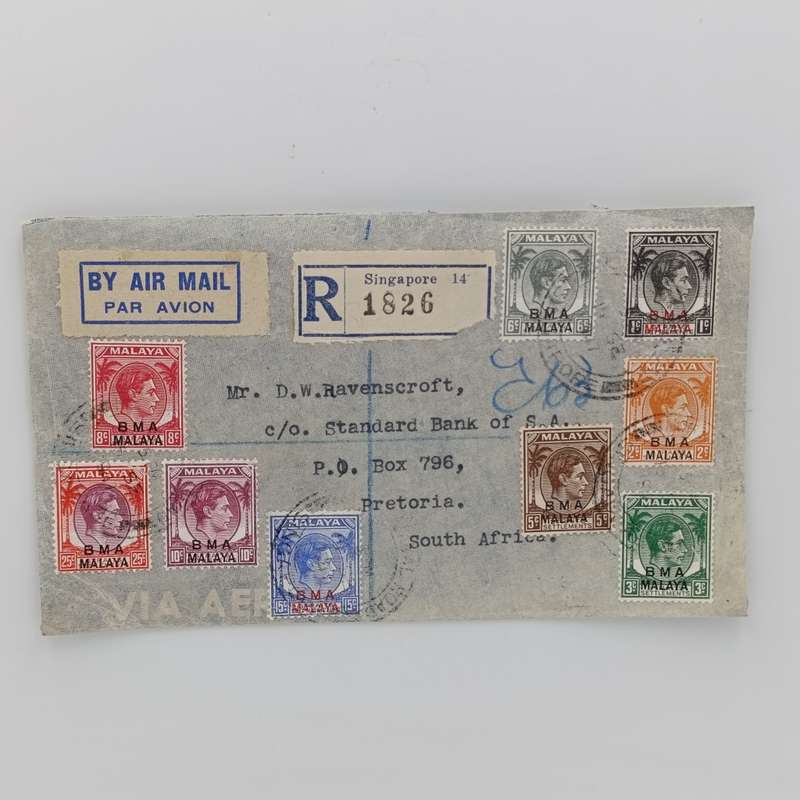 BY AIR MAIL
PAR AVION
R
Singapore 14
1826
MALAYA
BMA
MALAYA
6c 6c
MALAYA
BMA
MALAYA
1c 1c
MALAYA
BMA
MALAYA
8c 8c
Mr. D.W.Ravenscroft,
c/o. Standard Bank of S.A.
P.O. Box 796,
Pretoria.
South Africa.
MALAYA
BMA
MALAYA
2c 2c
MALAYA
BMA
MALAYA
SETTLEMENTS
5c 5c
MALAYA
BMA
MALAYA
25c 25c
MALAYA
BMA
MALAYA
10c 10c
MALAYA
BMA
MALAYA
15c 15c
MALAYA
BMA
MALAYA
SETTLEMENTS
3c 3c
VIA AER